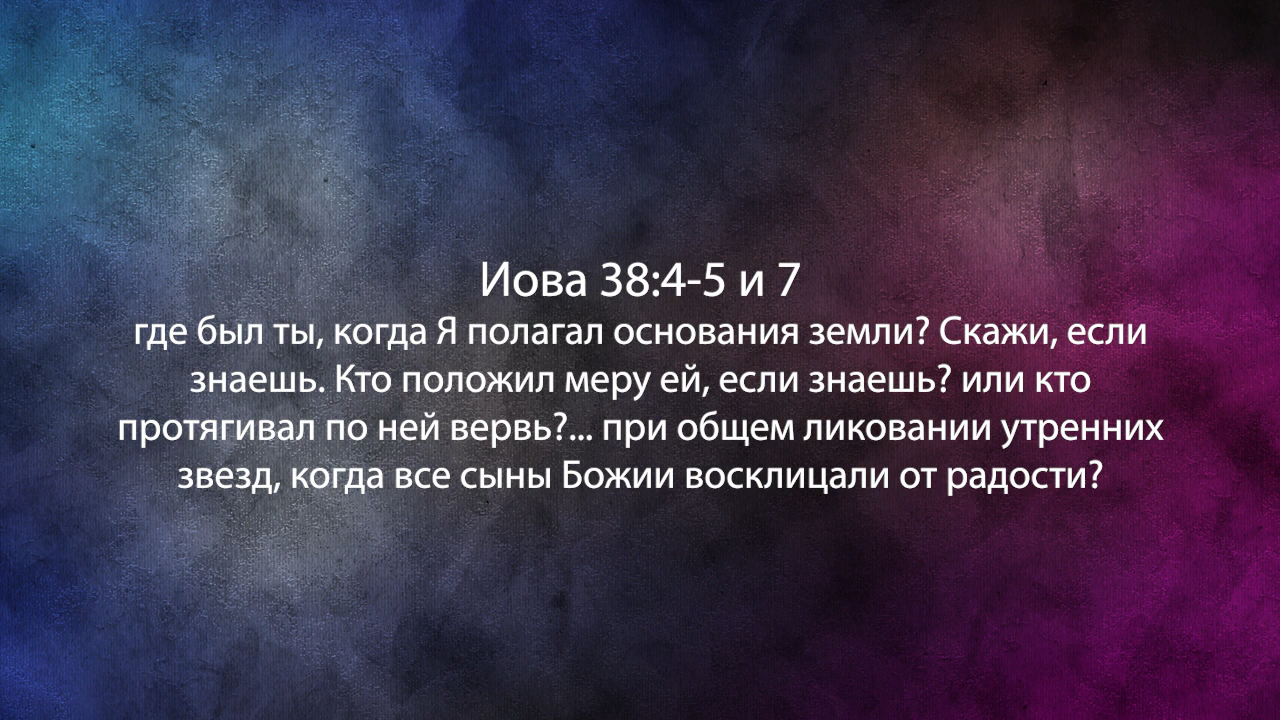 Иова 38:4-5 и 7
где был ты, когда Я полагал основания земли? Скажи, если
знаешь. Кто положил меру ей, если знаешь? или кто
протягивал по ней вервь?... при общем ликовании утренних
звезд, когда все сыны Божии восклицали от радости?